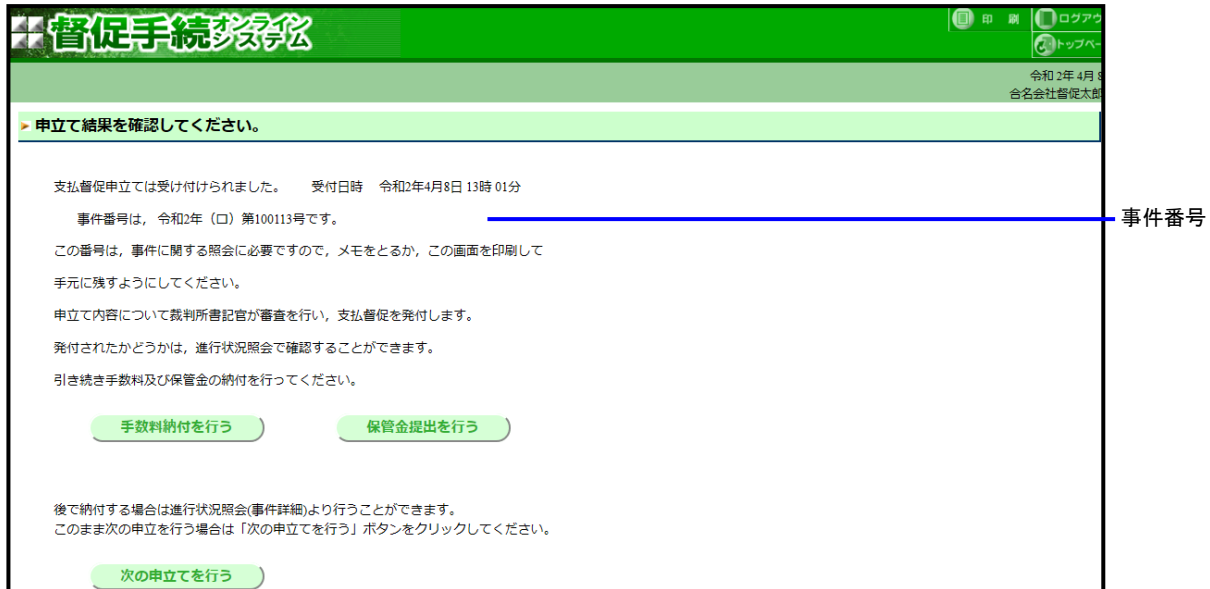 督促手続オンラインシステム
印 刷
ログアウ
トップペー
令和 2年 4月 8
合名会社督促太郎
申立て結果を確認してください。
支払督促申立ては受け付けられました。 受付日時 令和2年4月8日 13時 01分
事件番号は，令和2年（ロ）第100113号です。
事件番号
この番号は，事件に関する照会に必要ですので，メモをとるか，この画面を印刷して
手元に残すようにしてください。
申立て内容について裁判所書記官が審査を行い，支払督促を発付します。
発付されたかどうかは，進行状況照会で確認することができます。
引き続き手数料及び保管金の納付を行ってください。
手数料納付を行う
保管金提出を行う
後で納付する場合は進行状況照会(事件詳細)より行うことができます。
このまま次の申立を行う場合は「次の申立てを行う」ボタンをクリックしてください。
次の申立てを行う